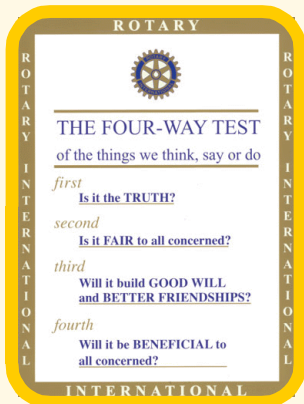 ROTARY
ROTARY INTERNATIONAL
ROTARY INTERNATIONAL
THE FOUR-WAY TEST
of the things we think, say or do
first
Is it the TRUTH?
second
Is it FAIR to all concerned?
third
Will it build GOOD WILL
and BETTER FRIENDSHIPS?
fourth
Will it be BENEFICIAL to
all concerned?
INTERNATIONAL